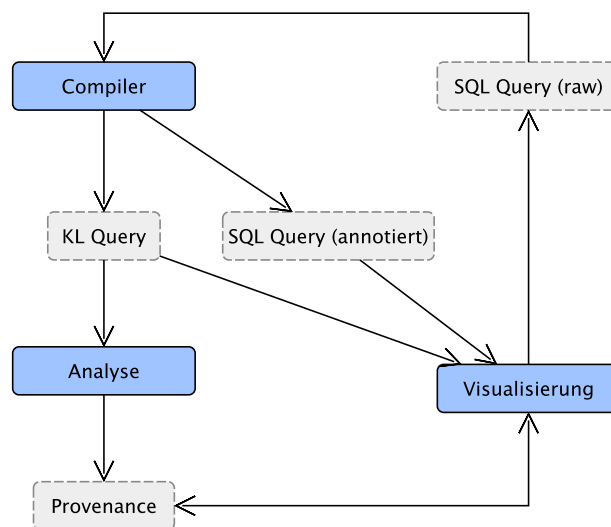 Compiler
SQL Query (raw)
KL Query
SQL Query (annotiert)
Analyse
Visualisierung
Provenance